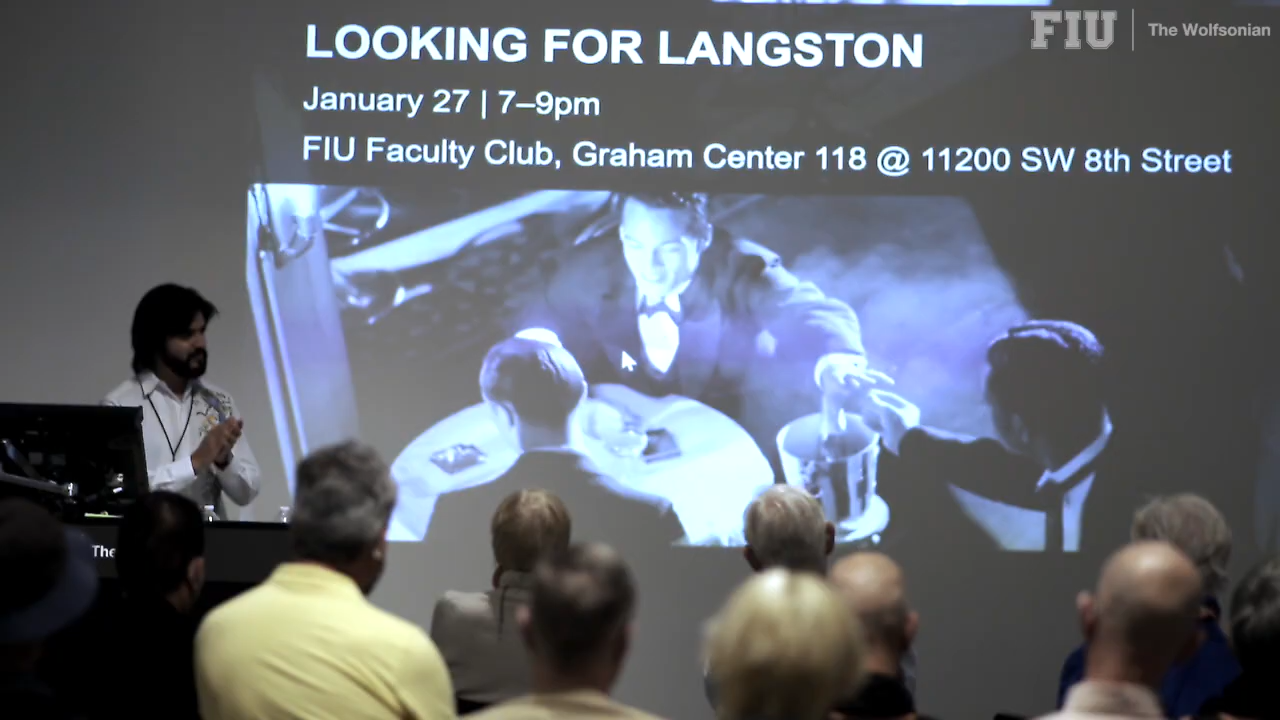 FIU | The Wolfsonian
LOOKING FOR LANGSTON
January 27 | 7–9pm
FIU Faculty Club, Graham Center 118 @ 11200 SW 8th Street
The